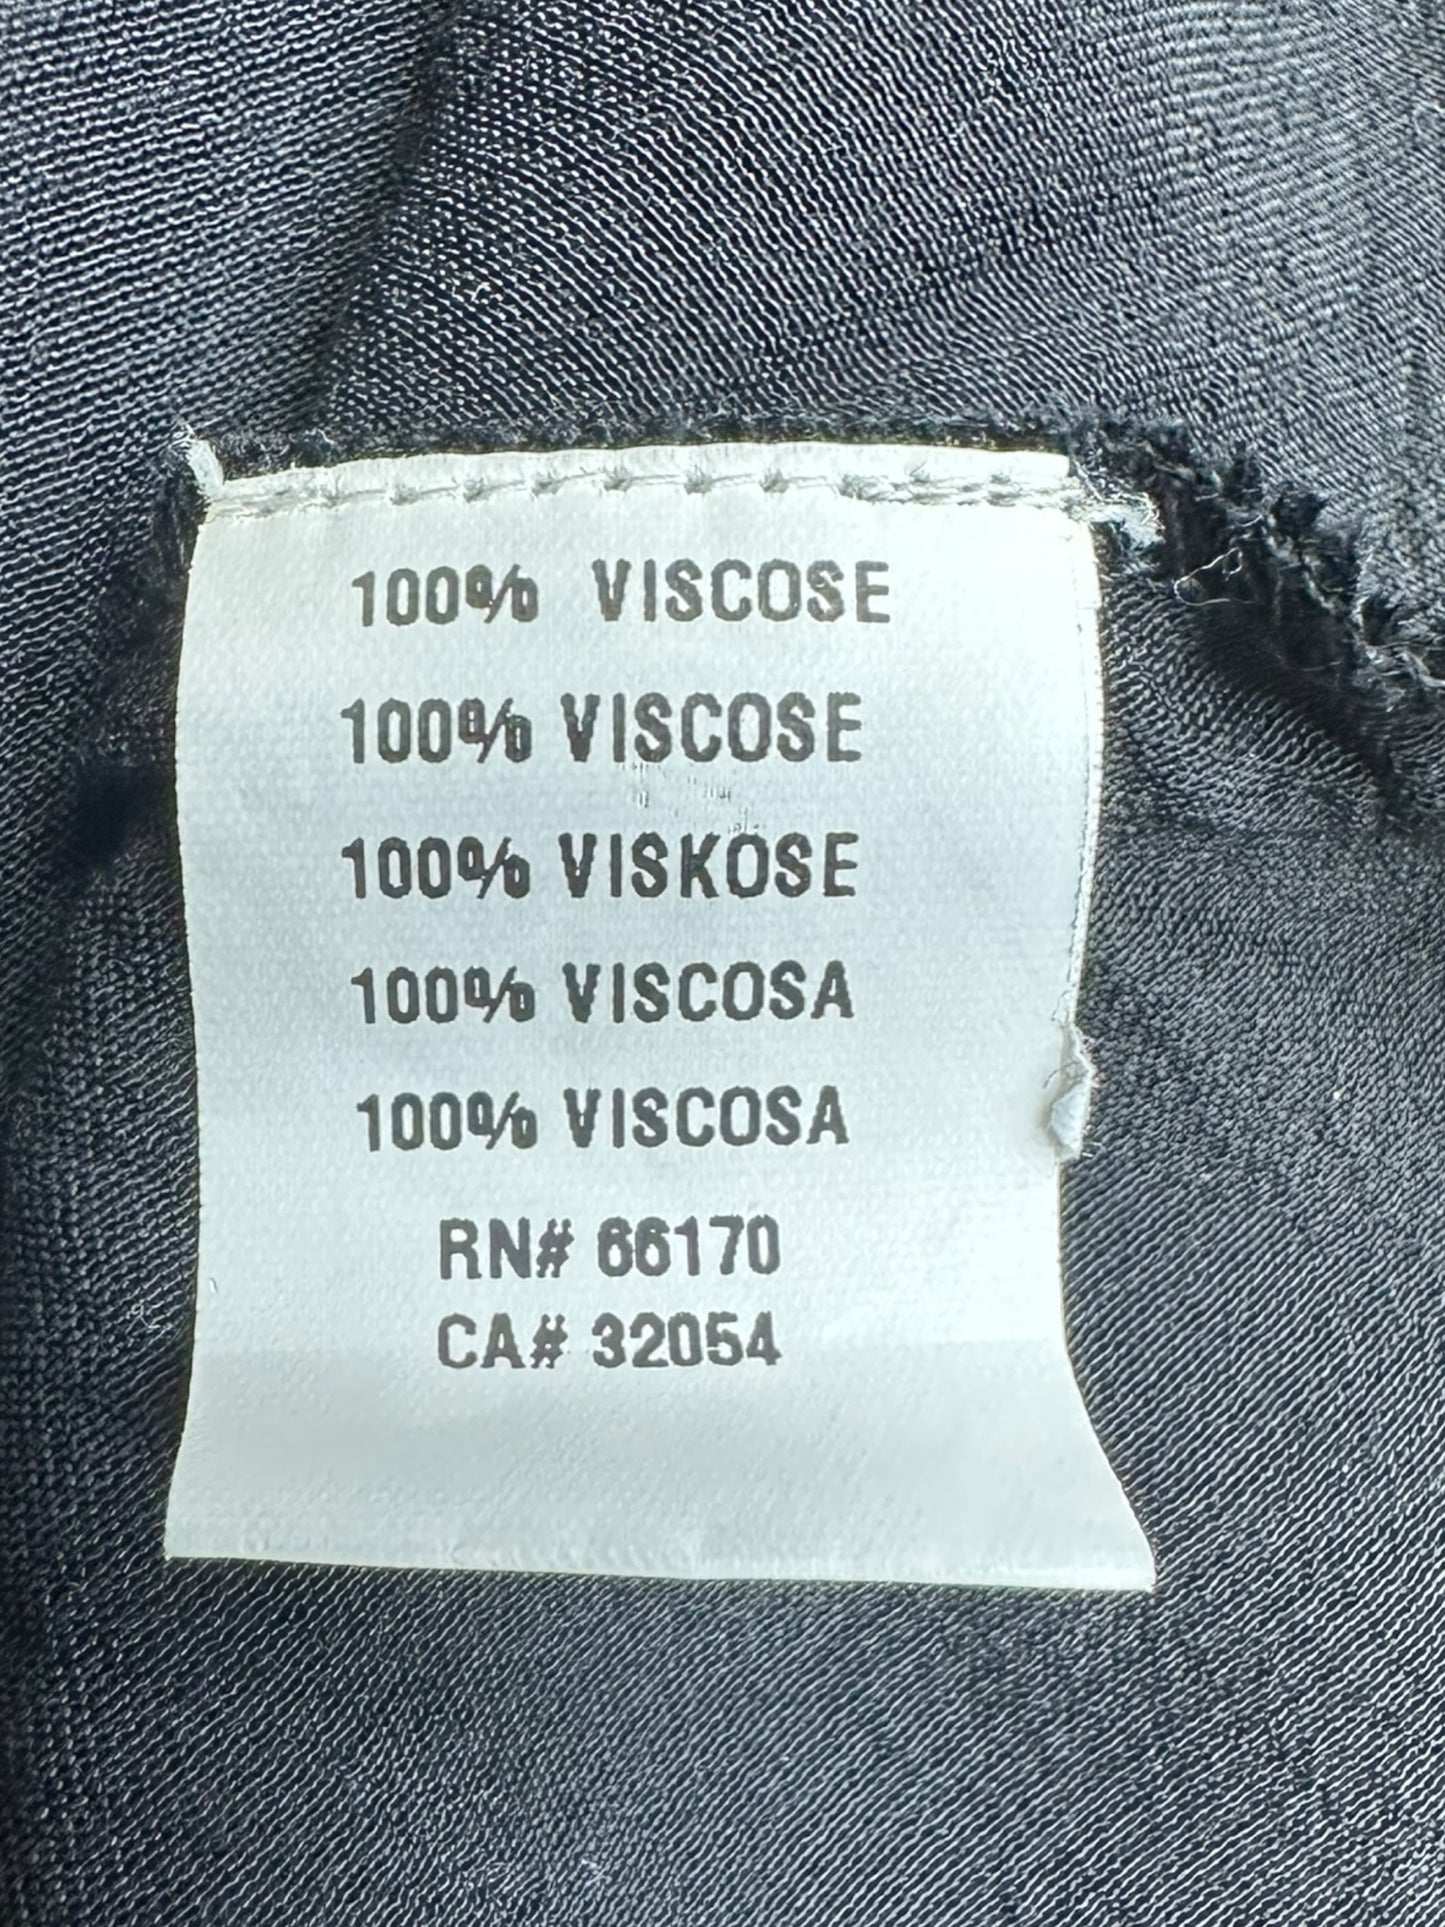 100% VISCOSE
100% VISCOSE
100% VISKOSE
100% VISCOSA
100% VISCOSA
RN# 66170
CA# 32054